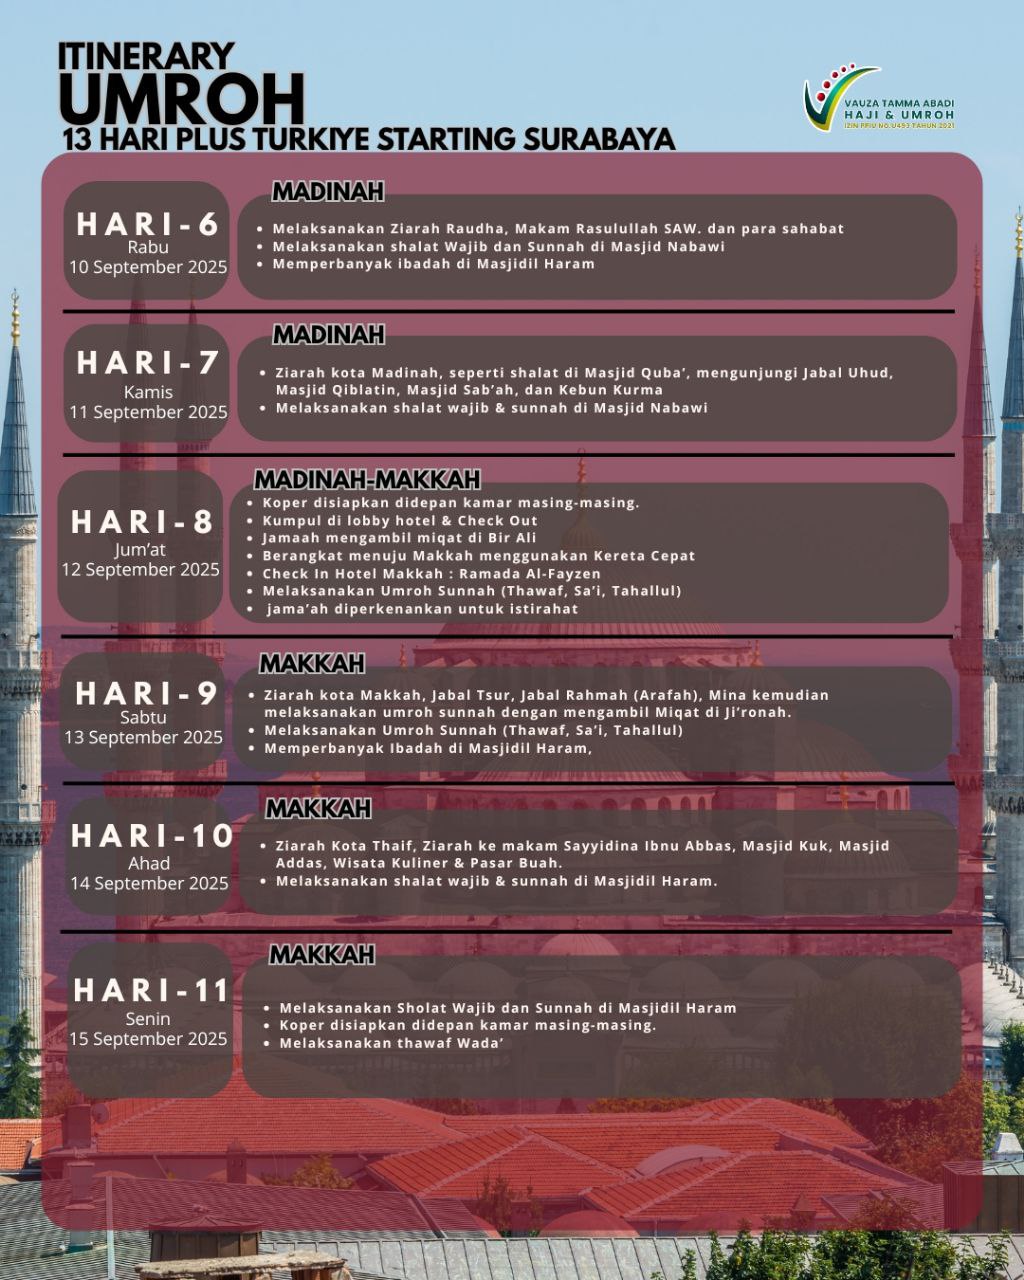 ITINERARY
UMROH
13 HARI PLUS TURKIYE STARTING SURABAYA
VAUZA TAMMA ABADI
HAJI & UMROH
IZIN PPIU NO.U493 TAHUN 2021
MADINAH
HARI-6
Rabu
10 September 2025
• Melaksanakan Ziarah Raudha, Makam Rasulullah SAW. dan para sahabat
• Melaksanakan shalat Wajib dan Sunnah di Masjid Nabawi
• Memperbanyak ibadah di Masjidil Haram
MADINAH
HARI-7
Kamis
11 September 2025
• Ziarah kota Madinah, seperti shalat di Masjid Quba’, mengunjungi Jabal Uhud,
Masjid Qiblatin, Masjid Sab’ah, dan Kebun Kurma
• Melaksanakan shalat wajib & sunnah di Masjid Nabawi
MADINAH-MAKKAH
HARI-8
Jum’at
12 September 2025
• Koper disiapkan didepan kamar masing-masing.
• Kumpul di lobby hotel & Check Out
• Jamaah mengambil miqat di Bir Ali
• Berangkat menuju Makkah menggunakan Kereta Cepat
• Check In Hotel Makkah : Ramada Al-Fayzen
• Melaksanakan Umroh Sunnah (Thawaf, Sa’i, Tahallul)
• jama’ah diperkenankan untuk istirahat
MAKKAH
HARI-9
Sabtu
13 September 2025
• Ziarah kota Makkah, Jabal Tsur, Jabal Rahmah (Arafah), Mina kemudian
melaksanakan umroh sunnah dengan mengambil Miqat di Ji’ronah.
• Melaksanakan Umroh Sunnah (Thawaf, Sa’i, Tahallul)
• Memperbanyak Ibadah di Masjidil Haram,
MAKKAH
HARI-10
Ahad
14 September 2025
• Ziarah Kota Thaif, Ziarah ke makam Sayyidina Ibnu Abbas, Masjid Kuk, Masjid
Addas, Wisata Kuliner & Pasar Buah.
• Melaksanakan shalat wajib & sunnah di Masjidil Haram.
MAKKAH
HARI-11
Senin
15 September 2025
• Melaksanakan Sholat Wajib dan Sunnah di Masjidil Haram
• Koper disiapkan didepan kamar masing-masing.
• Melaksanakan thawaf Wada’